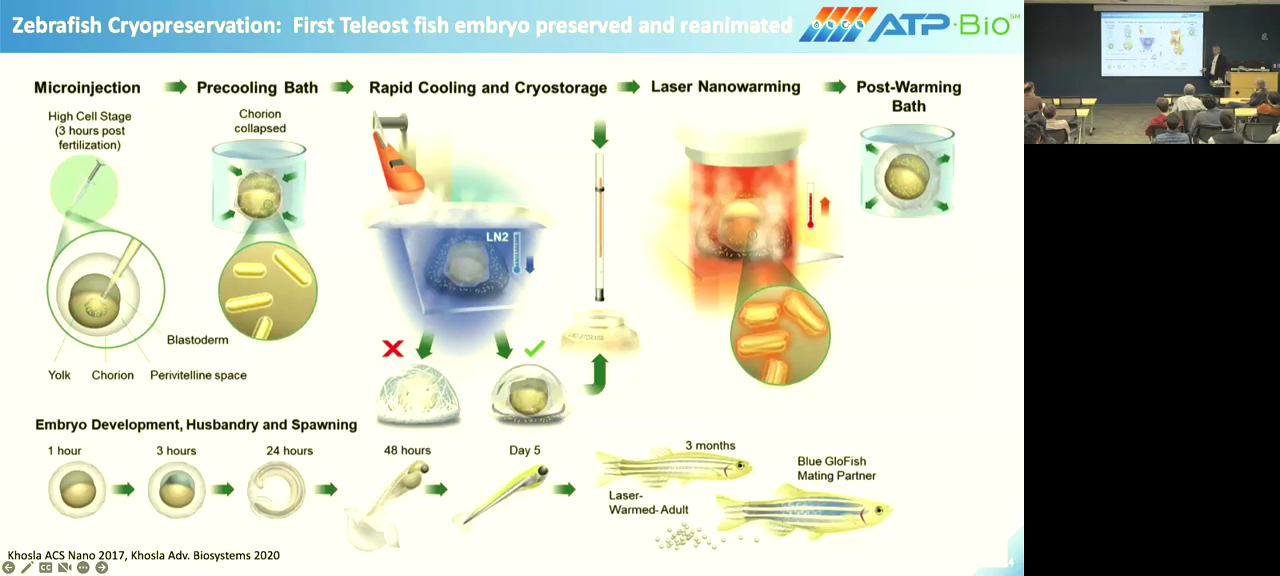 Zebrafish Cryopreservation: First Teleost fish embryo preserved and reanimated
ATP-Bio SM
Microinjection
Precooling Bath
Rapid Cooling and Cryostorage
Laser Nanowarming
Post-Warming
Bath
High Cell Stage
(3 hours post
fertilization)
Chorion
collapsed
LN2
Blastoderm
Yolk
Chorion
Perivitelline space
Embryo Development, Husbandry and Spawning
1 hour
3 hours
24 hours
48 hours
Day 5
3 months
Laser-
Warmed- Adult
Blue GloFish
Mating Partner
Khosla ACS Nano 2017, Khosla Adv. Biosystems 2020
CC
4